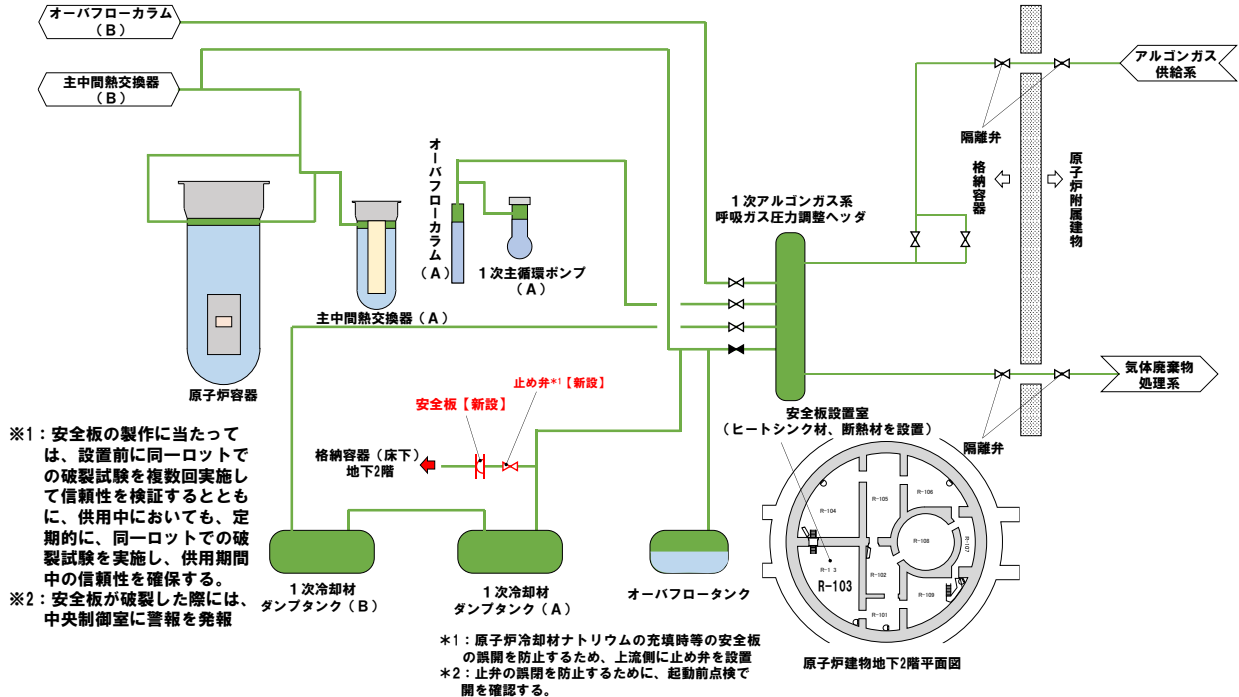 オーバフローカラム
（B）
主中間熱交換器
（B）
アルゴンガス
供給系
隔離弁
格納容器
原子炉附属建物
オーバフローカラム
（A）
1次主循環ポンプ
（A）
1次アルゴンガス系
呼吸ガス圧力調整ヘッダ
主中間熱交換器（A）
原子炉容器
止め弁*¹【新設】
安全板【新設】
格納容器（床下）
地下2階
気体廃棄物
処理系
隔離弁
安全板設置室
（ヒートシンク材、断熱材を設置）
※1：安全板の製作に当たって
は、設置前に同一ロットで
の破裂試験を複数回実施し
て信頼性を検証するととも
に、供用中においても、定
期的に、同一ロットでの破
裂試験を実施し、供用期間
中の信頼性を確保する。
※2：安全板が破裂した際には、
中央制御室に警報を発報
1次冷却材
ダンプタンク（B）
1次冷却材
ダンプタンク（A）
オーバフロータンク
R-104
R-105
R-106
R-108
R-107
R-1 3
R-103
R-102
R-109
R-101
原子炉建物地下2階平面図
＊1：原子炉冷却材ナトリウムの充填時等の安全板
の誤開を防止するため、上流側に止め弁を設置
＊2：止弁の誤閉を防止するために、起動前点検で
開を確認する。